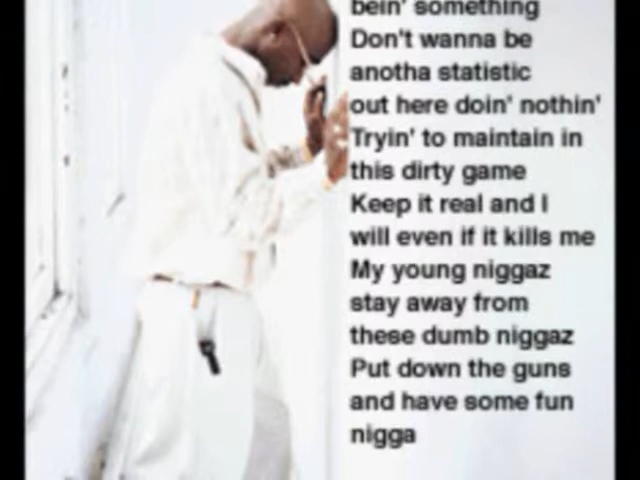 bein' something
Don't wanna be
anotha statistic
out here doin' nothin'
Tryin' to maintain in
this dirty game
Keep it real and I
will even if it kills me
My young niggaz
stay away from
these dumb niggaz
Put down the guns
and have some fun
nigga